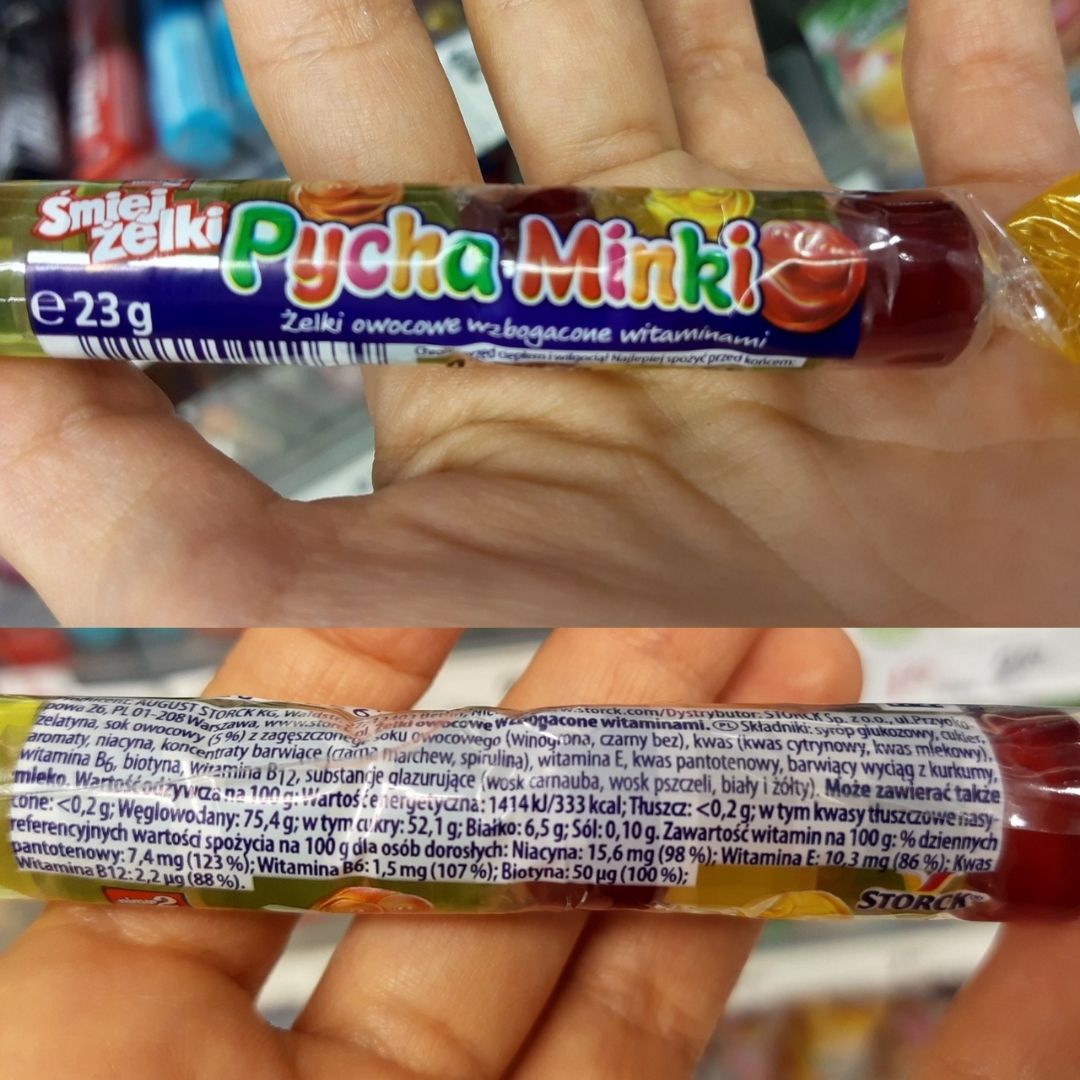 Śmiej
żelki
Pycha Minki
℮ 23 g
Żelki owocowe wzbogacone witaminami
ciepłem i wilgocią! Najlepiej spożyć przed końcem
AUGUST STORCK KG,
.com/Dystrybutor: STORCK Sp. z o.o., ul. Przyoko
powa 26, PL 01-208 Warszawa, owocowe wzbogacone witaminami. PL Składniki: syrop glukozowy, cukier,
żelatyna, sok owocowy (5 %) z zagęszczonego soku owocowego (winogrona, czarny bez), kwas (kwas cytrynowy, kwas mlekowy),
aromaty, niacyna, koncentraty barwiące (czarna marchew, spirulina), witamina E, kwas pantotenowy, barwiący wyciąg z kurkumy,
witamina B6, biotyna, witamina B12, substancje glazurujące (wosk carnauba, wosk pszczeli, biały i żółty). Może zawierać także
mleko. Wartość odżywcza na 100 g: Wartość energetyczna: 1414 kJ/333 kcal; Tłuszcz: <0,2 g; w tym kwasy tłuszczowe nasy-
cone: <0,2 g; Węglowodany: 75,4 g; w tym cukry: 52,1 g; Białko: 6,5 g; Sól: 0,10 g. Zawartość witamin na 100 g: % dziennych
referencyjnych wartości spożycia na 100 g dla osób dorosłych: Niacyna: 15,6 mg (98 %); Witamina E: 10,3 mg (86 %); Kwas
pantotenowy: 7,4 mg (123 %); Witamina B6: 1,5 mg (107 %); Biotyna: 50 µg (100 %);
Witamina B12: 2,2 µg (88 %).
STORCK®